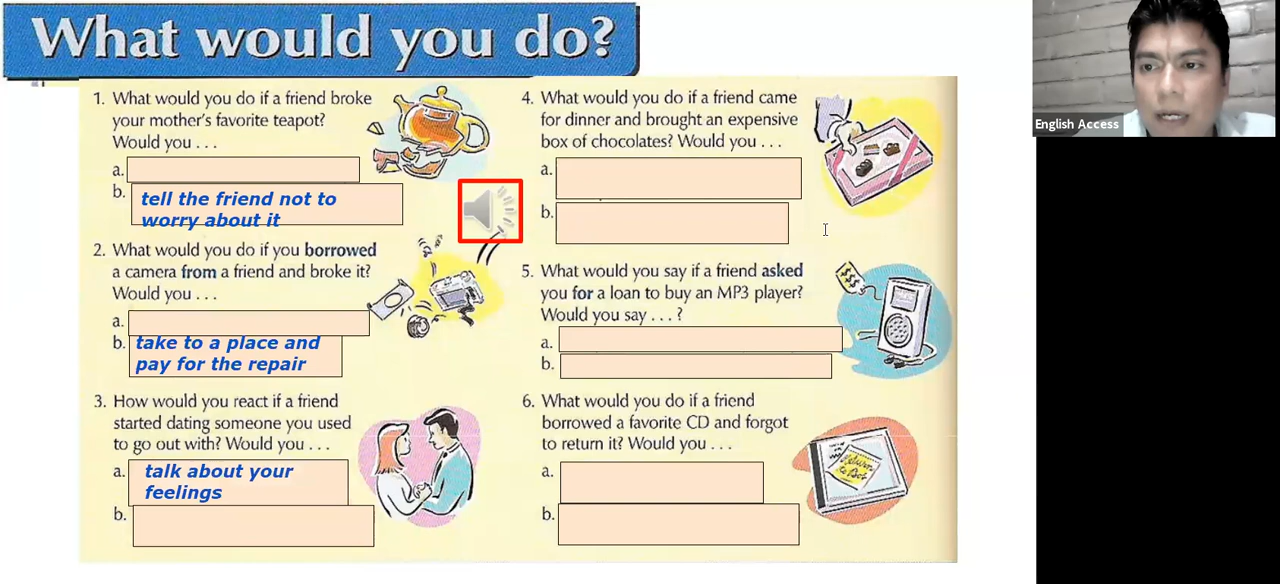 What would you do?
1. What would you do if a friend broke
your mother's favorite teapot?
Would you . . .
a.
b. tell the friend not to
worry about it
2. What would you do if you borrowed
a camera from a friend and broke it?
Would you . . .
a.
b. take to a place and
pay for the repair
3. How would you react if a friend
started dating someone you used
to go out with? Would you . . .
a. talk about your
feelings
b.
4. What would you do if a friend came
for dinner and brought an expensive
box of chocolates? Would you . . .
a.
b.
5. What would you say if a friend asked
you for a loan to buy an MP3 player?
Would you say . . . ?
a.
b.
6. What would you do if a friend
borrowed a favorite CD and forgot
to return it? Would you . . .
a.
b.
English Access